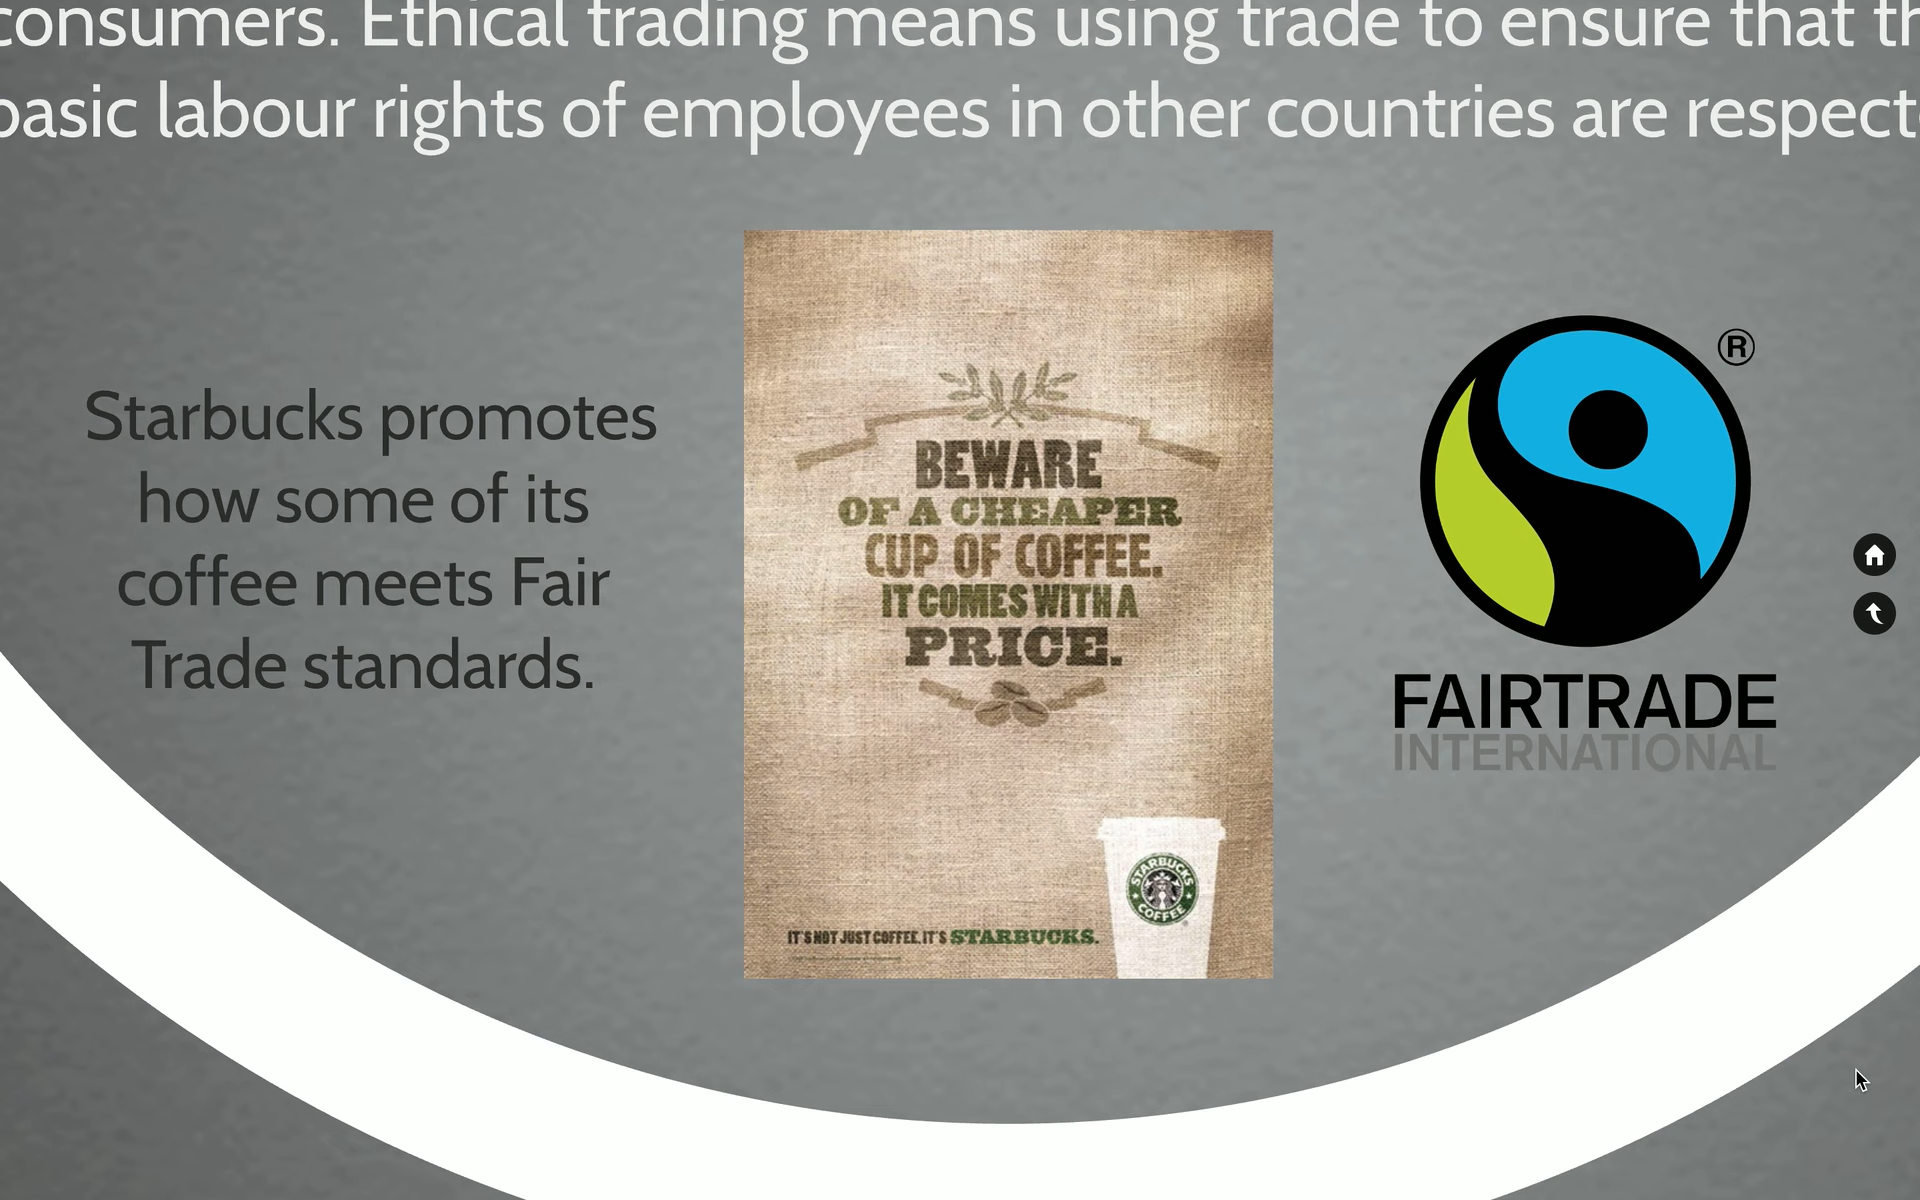 consumers. Ethical trading means using trade to ensure that th
basic labour rights of employees in other countries are respect
Starbucks promotes
how some of its
coffee meets Fair
Trade standards.
BEWARE
OF A CHEAPER
CUP OF COFFEE.
IT COMES WITH A
PRICE.
IT'S NOT JUST COFFEE. IT'S STARBUCKS.
STARBUCKS
COFFEE
®
FAIRTRADE
INTERNATIONAL